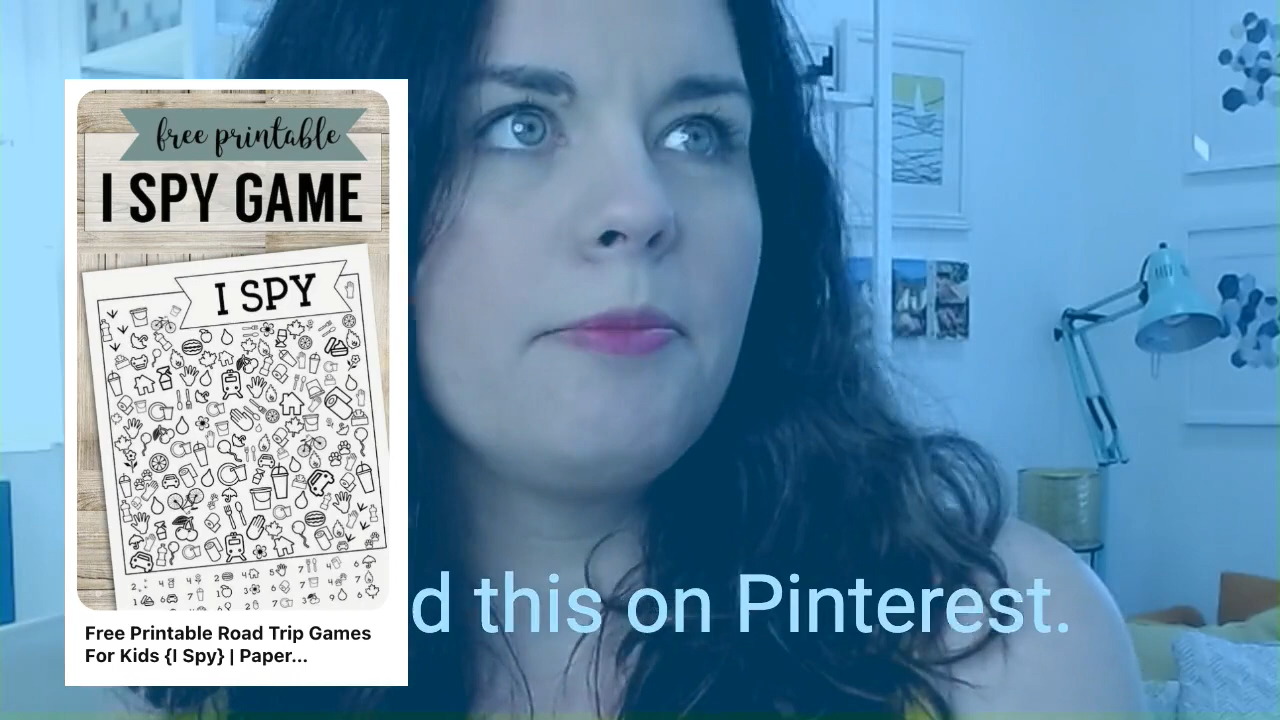 free printable
I SPY GAME
I SPY
Free Printable Road Trip Games
For Kids {I Spy} | Paper...
d this on Pinterest.